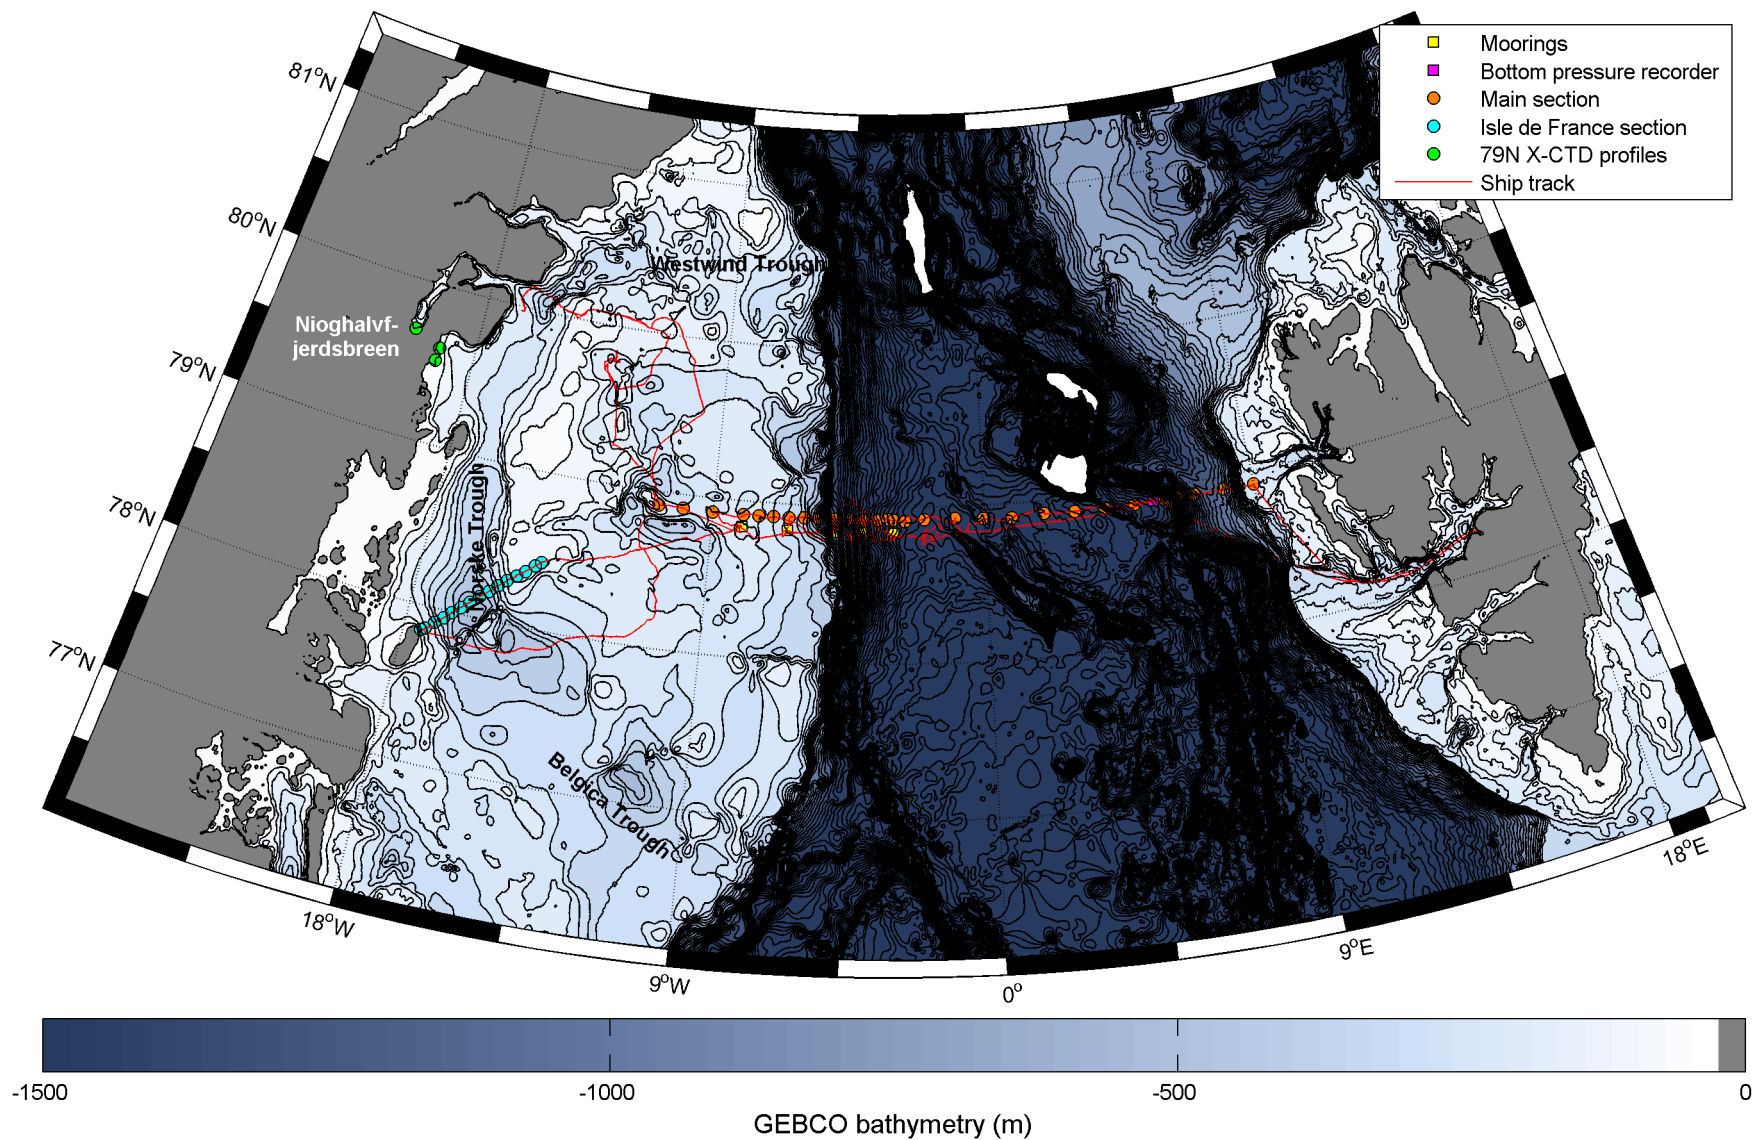 Moorings
Bottom pressure recorder
Main section
Isle de France section
79N X-CTD profiles
Ship track
81°N
80°N
79°N
78°N
77°N
Westwind Trough
Nioghalvf-
jerdsbreen
Norske Trough
Belgica Trough
18°W
9°W
0°
9°E
18°E
-1500
-1000
-500
0
GEBCO bathymetry (m)